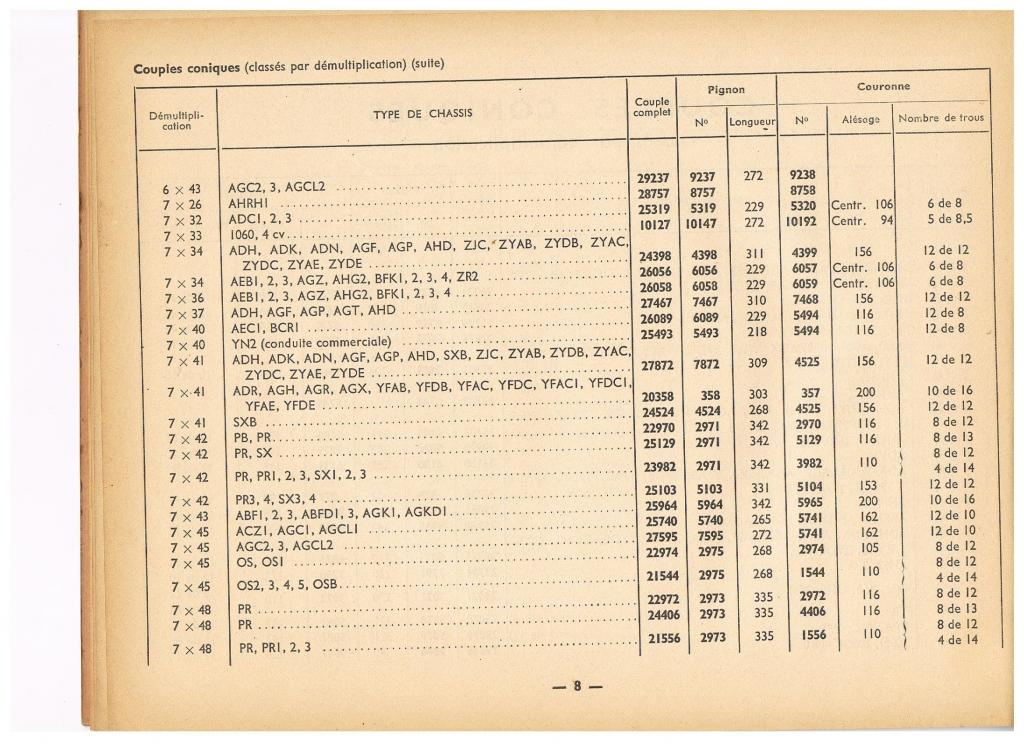 Couples coniques (classés par démultiplication) (suite)
Démultipli-cation | TYPE DE CHASSIS | Couple complet | Pignon | Couronne
Nº | Longueur | Nº | Alésage | Nombre de trous
6 × 43 | AGC2, 3, AGCL2 | 29237 | 9237 | 272 | 9238
7 × 26 | AHRH1 | 28757 | 8757 | | 8758
7 × 32 | ADC1, 2, 3 | 25319 | 5319 | 229 | 5320 | Centr. 106 | 6 de 8
7 × 33 | 1060, 4 cv | 10127 | 10147 | 272 | 10192 | Centr. 94 | 5 de 8,5
7 × 34 | ADH, ADK, ADN, AGF, AGP, AHD, ZJC, ZYAB, ZYDB, ZYAC,
ZYDC, ZYAE, ZYDE | 24398 | 4398 | 311 | 4399 | 156 | 12 de 12
7 × 34 | AEB1, 2, 3, AGZ, AHG2, BFK1, 2, 3, 4, ZR2 | 26056 | 6056 | 229 | 6057 | Centr. 106 | 6 de 8
7 × 36 | AEB1, 2, 3, AGZ, AHG2, BFK1, 2, 3, 4 | 26058 | 6058 | 229 | 6059 | Centr. 106 | 6 de 8
7 × 37 | ADH, AGF, AGP, AGT, AHD | 27467 | 7467 | 310 | 7468 | 156 | 12 de 12
7 × 40 | AEC1, BCR1 | 26089 | 6089 | 229 | 5494 | 116 | 12 de 8
7 × 40 | YN2 (conduite commerciale) | 25493 | 5493 | 218 | 5494 | 116 | 12 de 8
7 × 41 | ADH, ADK, ADN, AGF, AGP, AHD, SXB, ZJC, ZYAB, ZYDB, ZYAC,
ZYDC, ZYAE, ZYDE | 27872 | 7872 | 309 | 4525 | 156 | 12 de 12
7 × 41 | ADR, AGH, AGR, AGX, YFAB, YFDB, YFAC, YFDC, YFAC1, YFDC1,
YFAE, YFDE | 20358 | 358 | 303 | 357 | 200 | 10 de 16
7 × 41 | SXB | 24524 | 4524 | 268 | 4525 | 156 | 12 de 12
7 × 42 | PB, PR | 22970 | 2971 | 342 | 2970 | 116 | 8 de 12
7 × 42 | PR, SX | 25129 | 2971 | 342 | 5129 | 116 | 8 de 13
7 × 42 | PR, PR1, 2, 3, SX1, 2, 3 | 23982 | 2971 | 342 | 3982 | 110 | 8 de 12
4 de 14
7 × 42 | PR3, 4, SX3, 4 | 25103 | 5103 | 331 | 5104 | 153 | 12 de 12
7 × 43 | ABF1, 2, 3, ABFD1, 3, AGK1, AGKD1 | 25964 | 5964 | 342 | 5965 | 200 | 10 de 16
7 × 45 | ACZ1, AGC1, AGCL1 | 25740 | 5740 | 265 | 5741 | 162 | 12 de 10
7 × 45 | AGC2, 3, AGCL2 | 27595 | 7595 | 272 | 5741 | 162 | 12 de 10
7 × 45 | OS, OS1 | 22974 | 2975 | 268 | 2974 | 105 | 8 de 12
7 × 45 | OS2, 3, 4, 5, OSB | 21544 | 2975 | 268 | 1544 | 110 | 8 de 12
4 de 14
7 × 48 | PR | 22972 | 2973 | 335 | 2972 | 116 | 8 de 12
7 × 48 | PR | 24406 | 2973 | 335 | 4406 | 116 | 8 de 13
7 × 48 | PR, PR1, 2, 3 | 21556 | 2973 | 335 | 1556 | 110 | 8 de 12
4 de 14
— 8 —